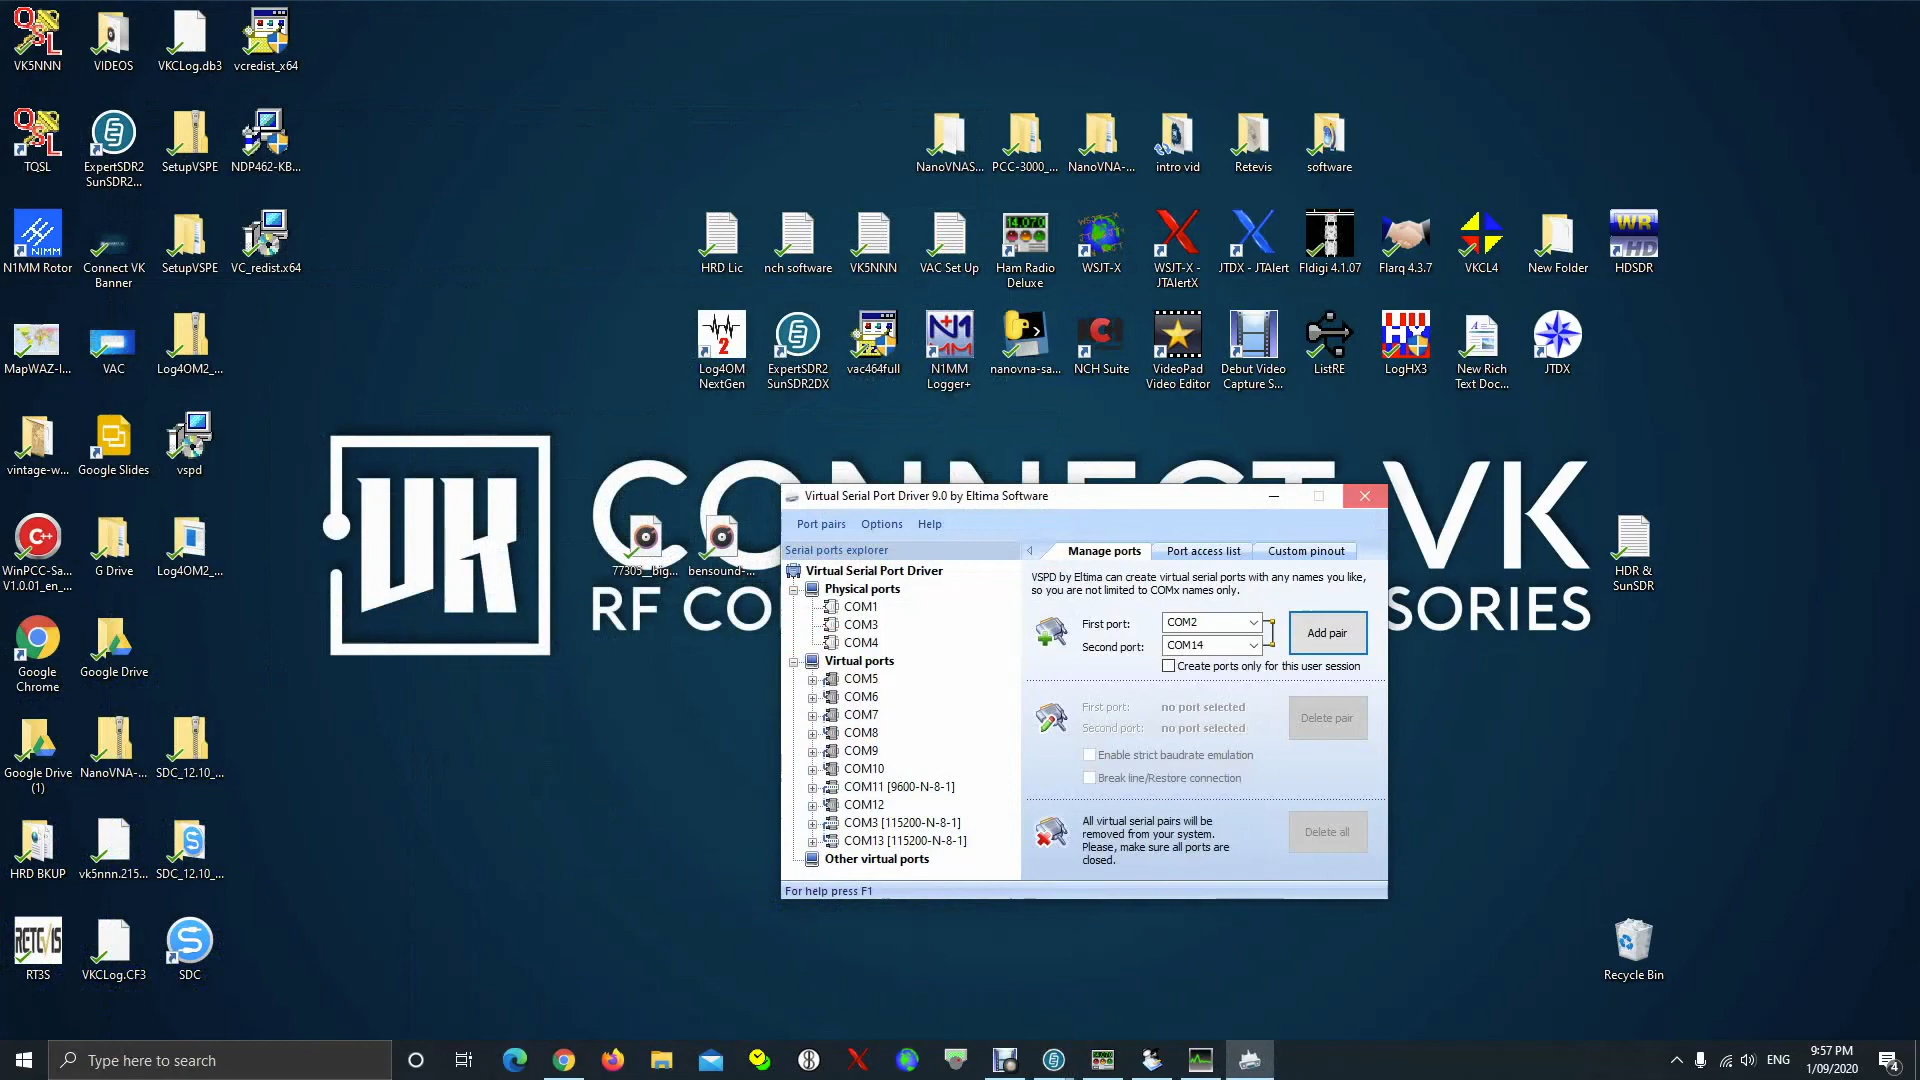 VK5NNN
VIDEOS
VKCLog.db3
vcredist_x64
TQSL
ExpertSDR2
SunSDR2...
SetupVSPE
NDP462-KB...
NanoVNAS...
PCC-3000_...
NanoVNA-...
intro vid
Retevis
software
N1MM Rotor
Connect VK
Banner
SetupVSPE
VC_redist.x64
HRD Lic
nch software
VK5NNN
VAC Set Up
Ham Radio
Deluxe
WSJT-X
WSJT-X -
JTAlertX
JTDX - JTAlert
Fldigi 4.1.07
Flarq 4.3.7
VKCL4
New Folder
HDSDR
MapWAZ-l...
VAC
Log4OM2_...
Log4OM
NextGen
ExpertSDR2
SunSDR2DX
vac464full
N1MM
Logger+
nanovna-sa...
NCH Suite
VideoPad
Video Editor
Debut Video
Capture S...
ListRE
LogHX3
New Rich
Text Doc...
JTDX
vintage-w...
Google Slides
vspd
WinPCC-Sa...
V1.0.01_en_...
G Drive
Log4OM2_...
77305__big...
bensound-...
HDR &
SunSDR
Google
Chrome
Google Drive
Google Drive
(1)
NanoVNA-...
SDC_12.10_...
HRD BKUP
vk5nnn.215...
SDC_12.10_...
RT3S
VKCLog.CF3
SDC
Recycle Bin
VK
CONNECT VK
RF CO
SORIES
Virtual Serial Port Driver 9.0 by Eltima Software
Port pairs Options Help
Serial ports explorer
Virtual Serial Port Driver
Physical ports
COM1
COM3
COM4
Virtual ports
COM5
COM6
COM7
COM8
COM9
COM10
COM11 [9600-N-8-1]
COM12
COM3 [115200-N-8-1]
COM13 [115200-N-8-1]
Other virtual ports
Manage ports
Port access list
Custom pinout
VSPD by Eltima can create virtual serial ports with any names you like,
so you are not limited to COMx names only.
First port: COM2
Second port: COM14
Add pair
Create ports only for this user session
First port: no port selected
Second port: no port selected
Delete pair
Enable strict baudrate emulation
Break line/Restore connection
All virtual serial pairs will be
removed from your system.
Please, make sure all ports are
closed.
Delete all
For help press F1
Type here to search
ENG
9:57 PM
1/09/2020
4